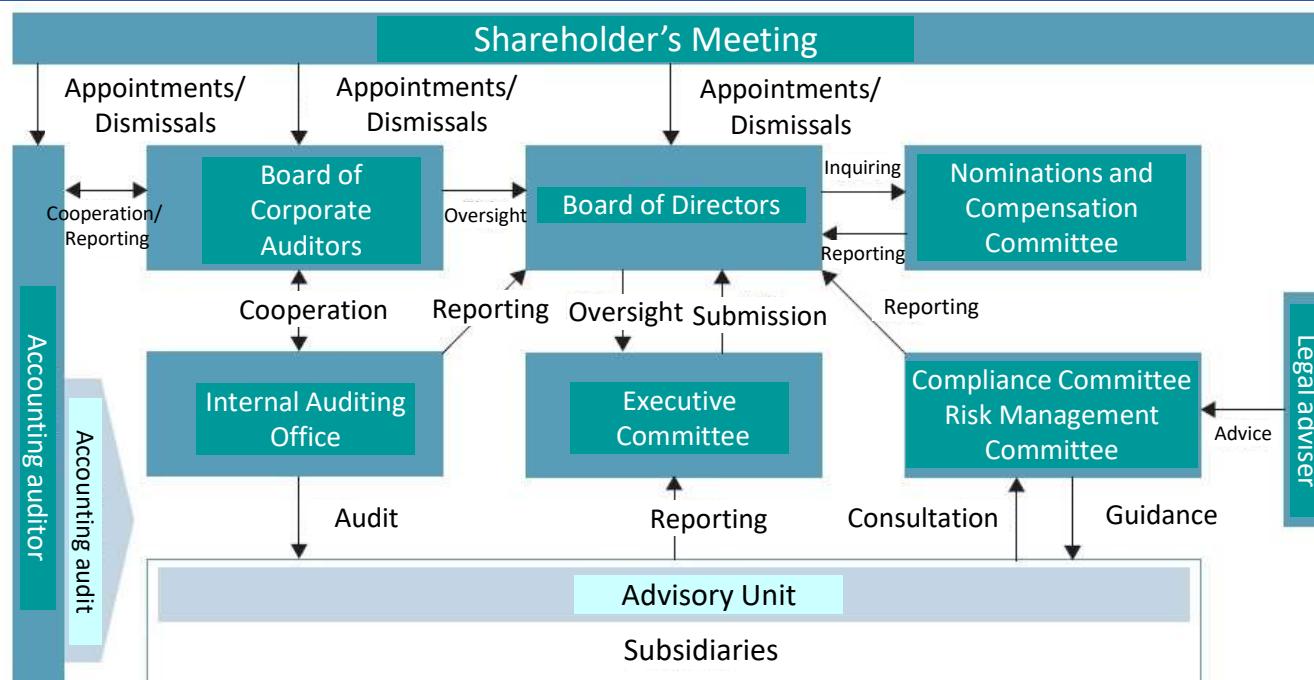 Shareholder's Meeting
Appointments/
Dismissals
Appointments/
Dismissals
Appointments/
Dismissals
Board of
Corporate
Auditors
Board of Directors
Nominations and
Compensation
Committee
Cooperation/
Reporting
Oversight
Inquiring
Reporting
Cooperation
Reporting
Oversight
Submission
Reporting
Accounting auditor
Accounting audit
Internal Auditing
Office
Executive
Committee
Compliance Committee
Risk Management
Committee
Advice
Legal adviser
Audit
Reporting
Consultation
Guidance
Advisory Unit
Subsidiaries